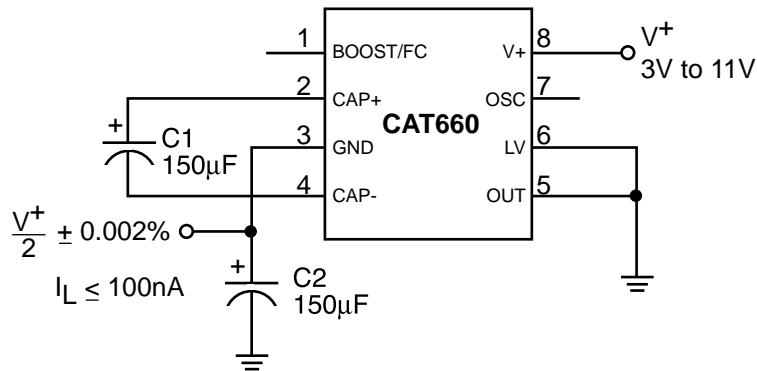 1 BOOST/FC V+ 8 V+
3V to 11V
2 CAP+ OSC 7
CAT660
+ C1
150µF
3 GND LV 6
4 CAP- OUT 5
V+
2 ± 0.002%
IL ≤ 100nA
+ C2
150µF